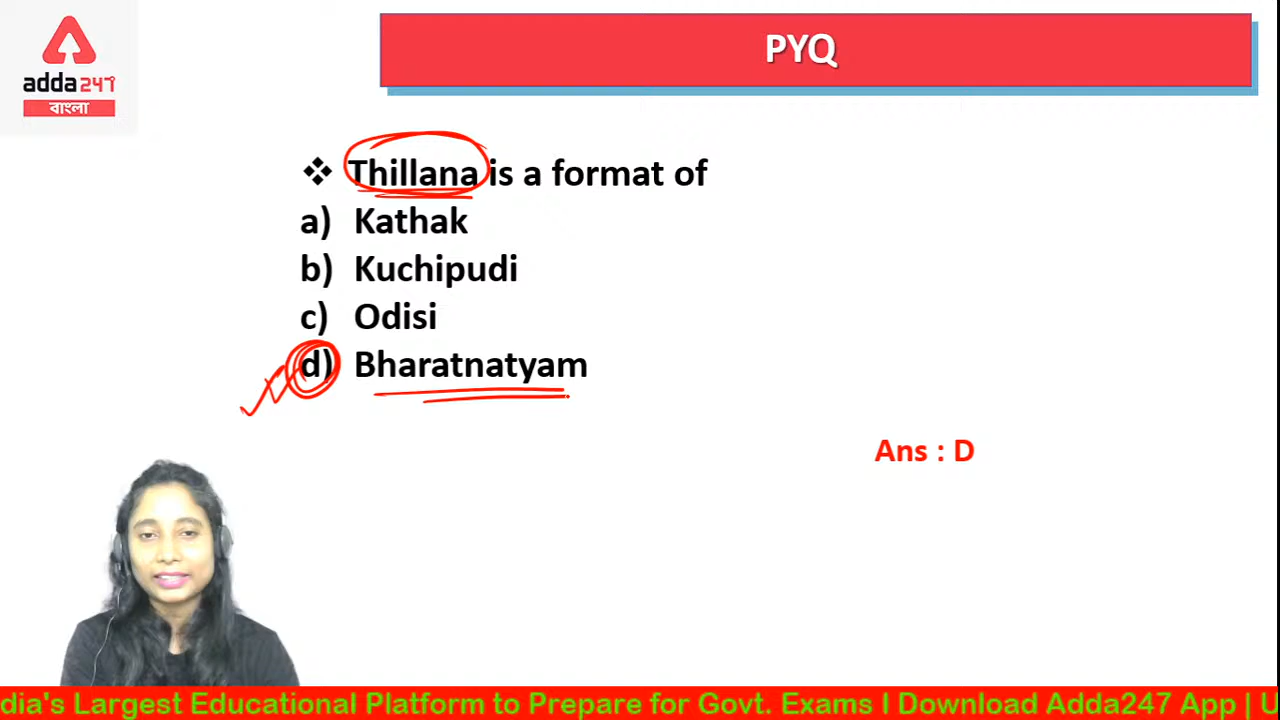 adda247
বাংলা
PYQ
❖ Thillana is a format of
a) Kathak
b) Kuchipudi
c) Odisi
d) Bharatnatyam
Ans : D
dia's Largest Educational Platform to Prepare for Govt. Exams I Download Adda247 App | U